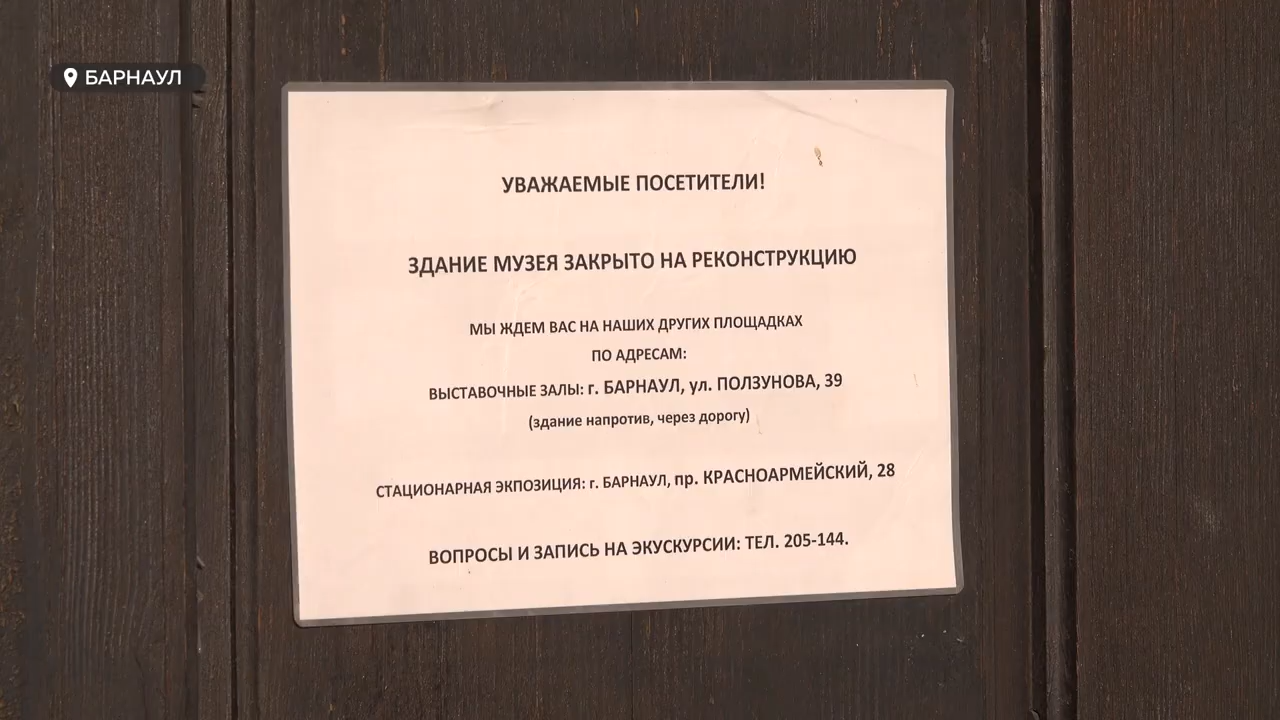 БАРНАУЛ
УВАЖАЕМЫЕ ПОСЕТИТЕЛИ!
ЗДАНИЕ МУЗЕЯ ЗАКРЫТО НА РЕКОНСТРУКЦИЮ
МЫ ЖДЕМ ВАС НА НАШИХ ДРУГИХ ПЛОЩАДКАХ
ПО АДРЕСАМ:
ВЫСТАВОЧНЫЕ ЗАЛЫ: г. БАРНАУЛ, ул. ПОЛЗУНОВА, 39
(здание напротив, через дорогу)
СТАЦИОНАРНАЯ ЭКПОЗИЦИЯ: г. БАРНАУЛ, пр. КРАСНОАРМЕЙСКИЙ, 28
ВОПРОСЫ И ЗАПИСЬ НА ЭКУСКУРСИИ: ТЕЛ. 205-144.